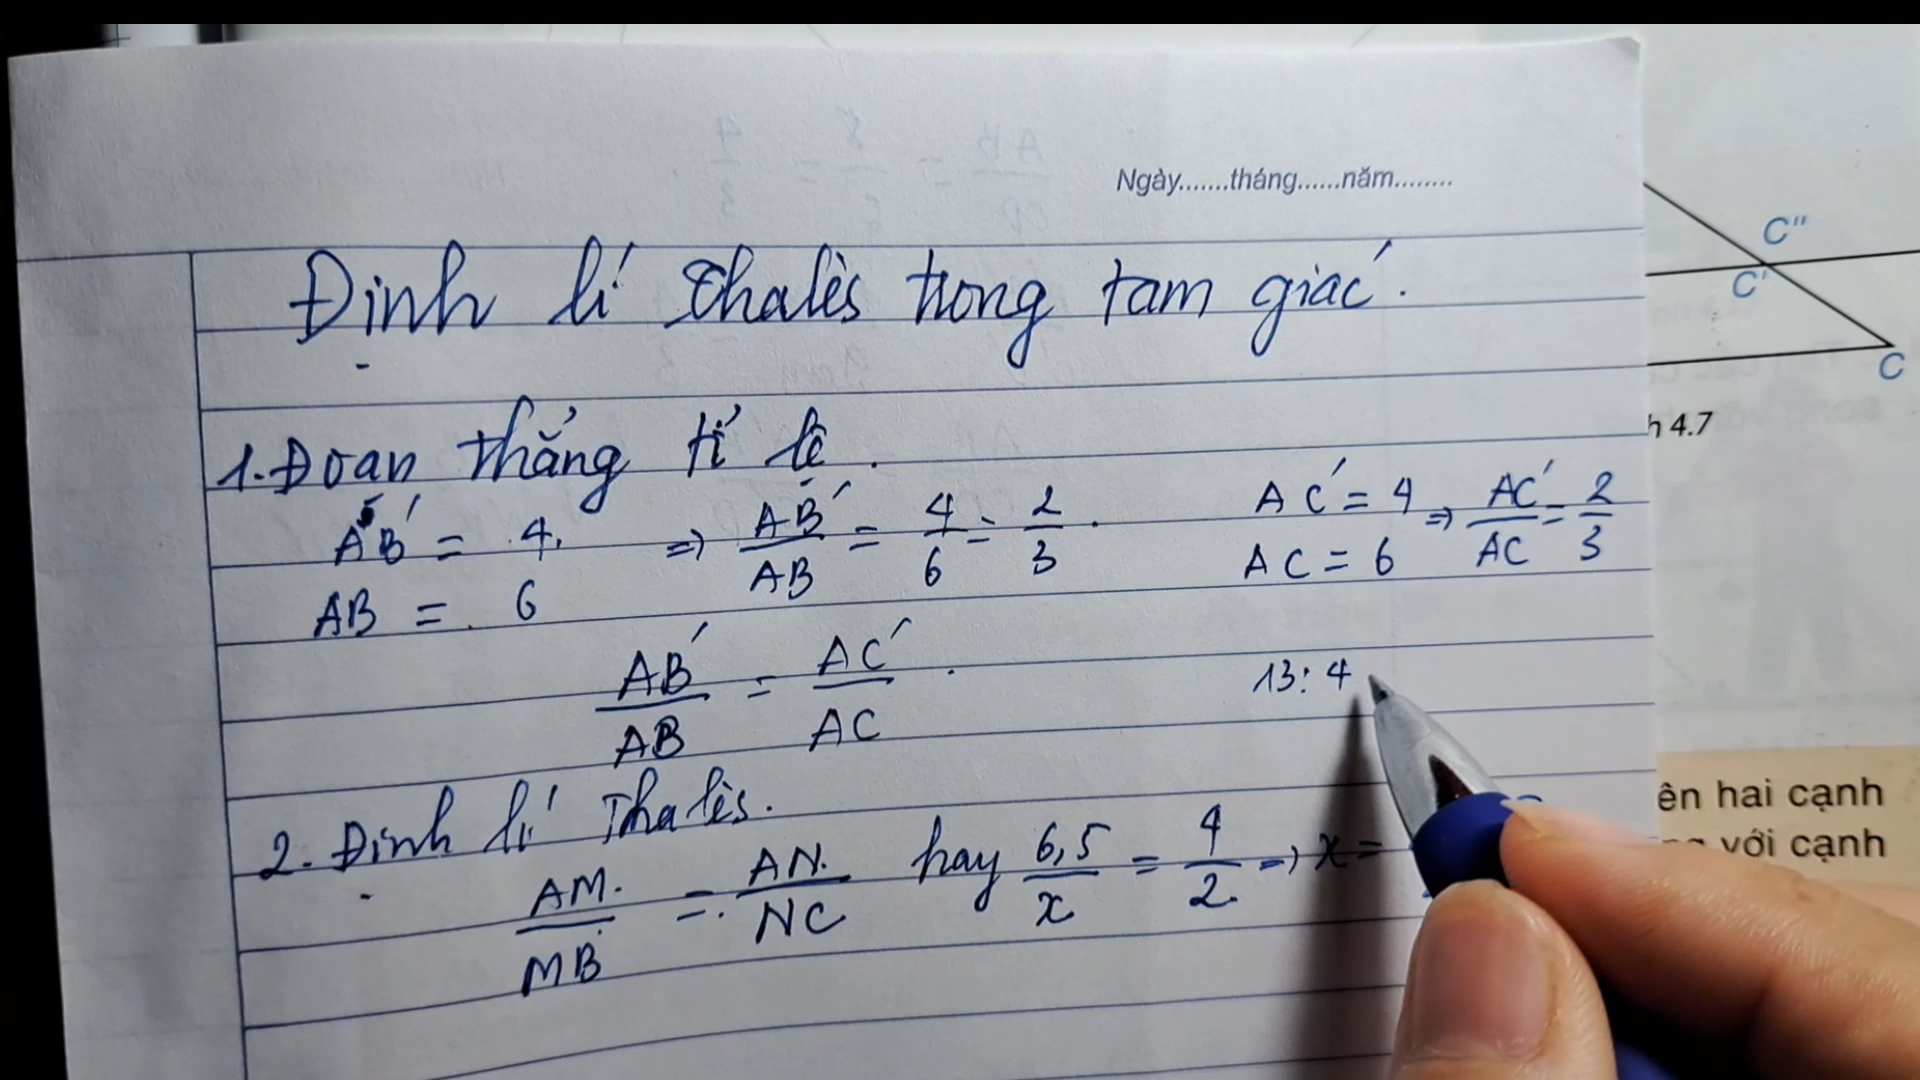 Ngày.......tháng......năm........
Định lí Thalès trong tam giác.
C"
C'
C
h 4.7
1. Đoạn thẳng tỉ lệ.
AB' = 4. => AB'/AB = 4/6 = 2/3. AC' = 4 => AC'/AC = 2/3
AB = 6 AC = 6
AB'/AB = AC'/AC.
13: 4
2. Định lí Thalès.
AM/MB = AN/NC hay 6,5/x = 4/2 => x =
ên hai cạnh
với cạnh